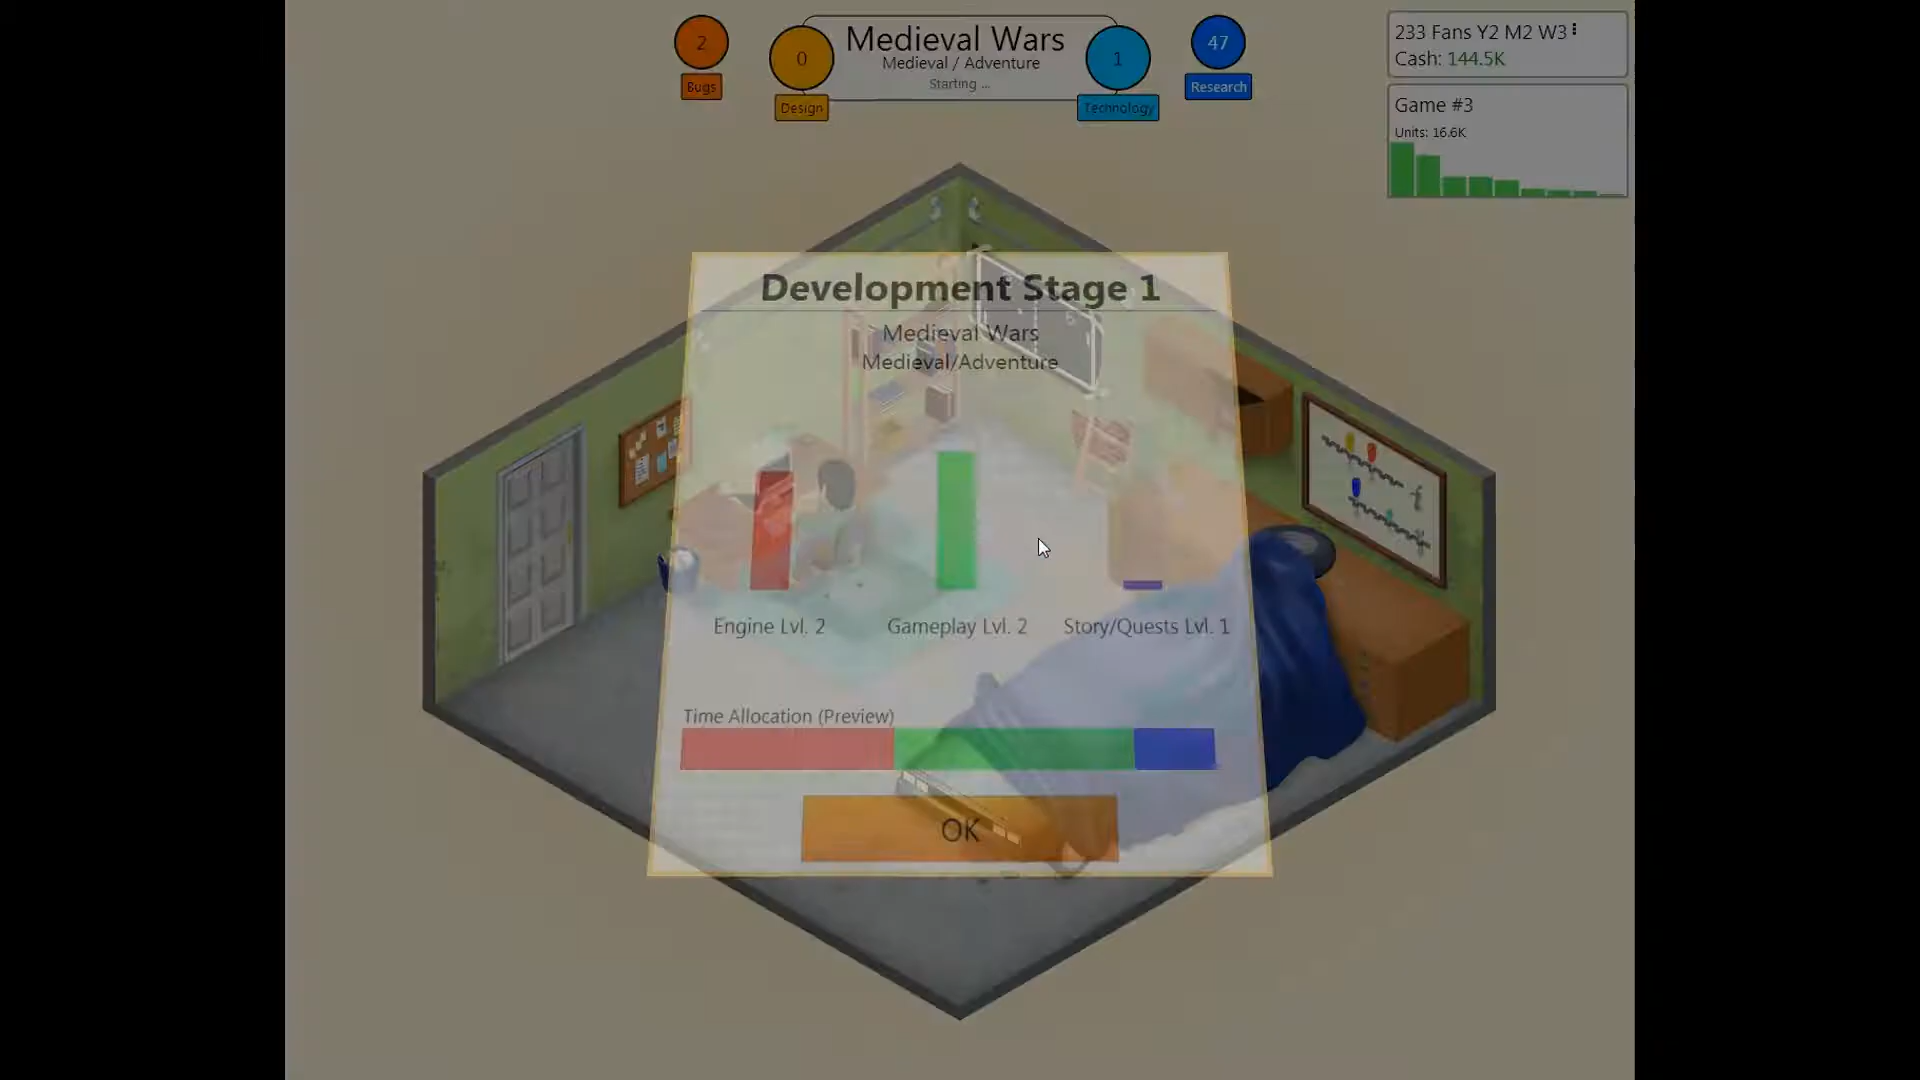 2
Bugs
0
Design
Medieval Wars
Medieval / Adventure
Starting ...
1
Technology
47
Research
233 Fans Y2 M2 W3
Cash: 144.5K
Game #3
Units: 16.6K
Development Stage 1
Medieval Wars
Medieval/Adventure
Engine Lvl. 2
Gameplay Lvl. 2
Story/Quests Lvl. 1
Time Allocation (Preview)
OK